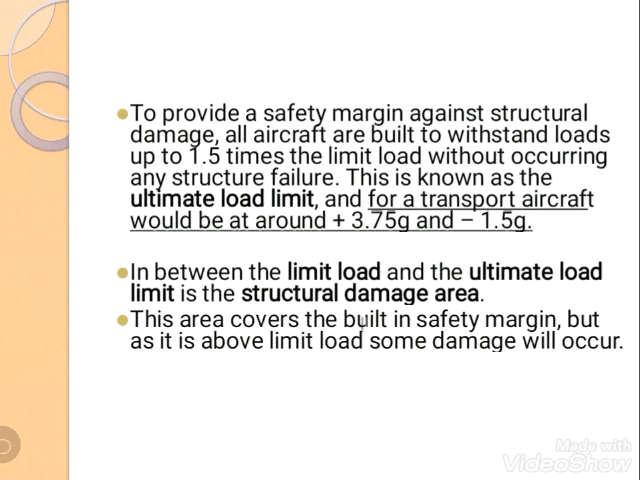 To provide a safety margin against structural
damage, all aircraft are built to withstand loads
up to 1.5 times the limit load without occurring
any structure failure. This is known as the
ultimate load limit, and for a transport aircraft
would be at around + 3.75g and – 1.5g.
In between the limit load and the ultimate load
limit is the structural damage area.
This area covers the built in safety margin, but
as it is above limit load some damage will occur.
Made with
VideoShow